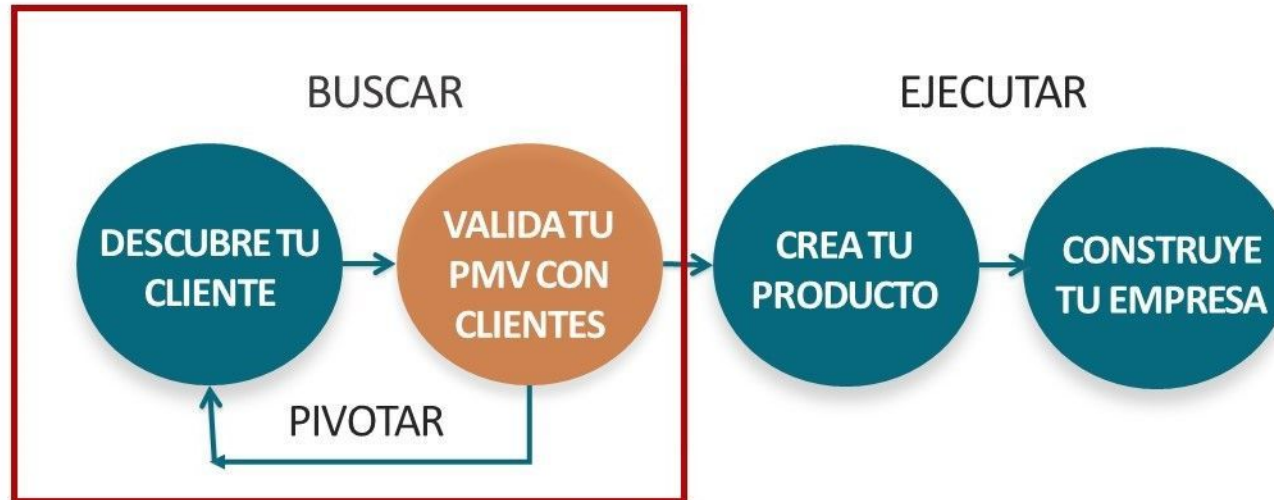 BUSCAR
EJECUTAR
DESCUBRE TU
CLIENTE
VALIDA TU
PMV CON
CLIENTES
CREA TU
PRODUCTO
CONSTRUYE
TU EMPRESA
PIVOTAR